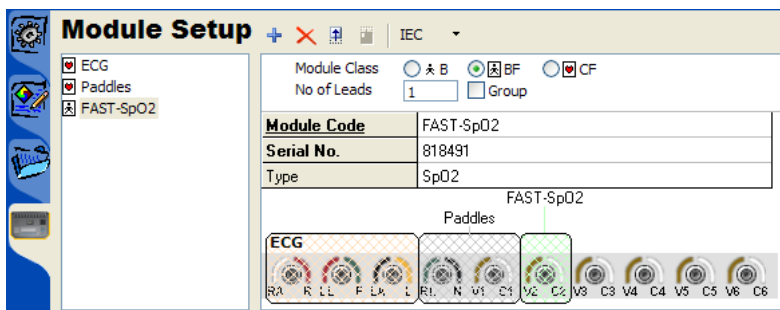 Module Setup IEC
ECG
Paddles
FAST-SpO2
Module Class B BF CF
No of Leads 1 Group
Module Code FAST-SpO2
Serial No. 818491
Type SpO2
FAST-SpO2
Paddles
ECG
RA R LL F LA L RL N V1 C1 V2 C2 V3 C3 V4 C4 V5 C5 V6 C6